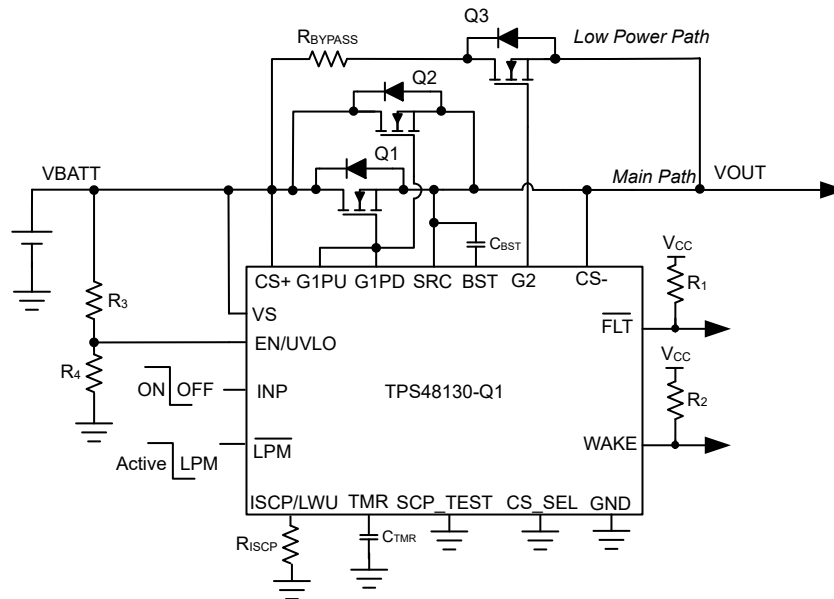 Q3
Low Power Path
RBYPASS
Q2
Q1
VBATT
Main Path
VOUT
CBST
VCC
R1
CS+ G1PU G1PD SRC BST G2 CS-
R3
VS
FLT
EN/UVLO
VCC
R4
ON OFF
INP
TPS48130-Q1
R2
Active LPM
LPM
WAKE
ISCP/LWU TMR SCP_TEST CS_SEL GND
RISCP
CTMR